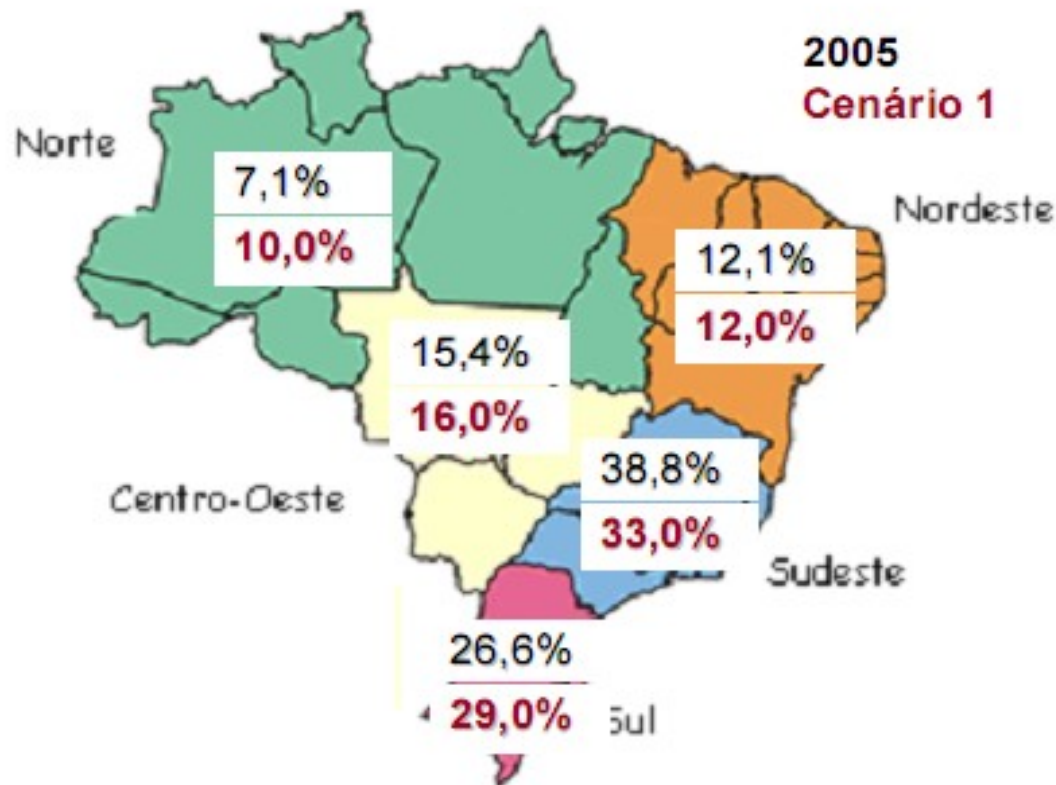 2005
Cenário 1
Norte
7,1%
10,0%
Nordeste
12,1%
12,0%
15,4%
16,0%
Centro-Oeste
38,8%
33,0%
Sudeste
26,6%
29,0%
Sul